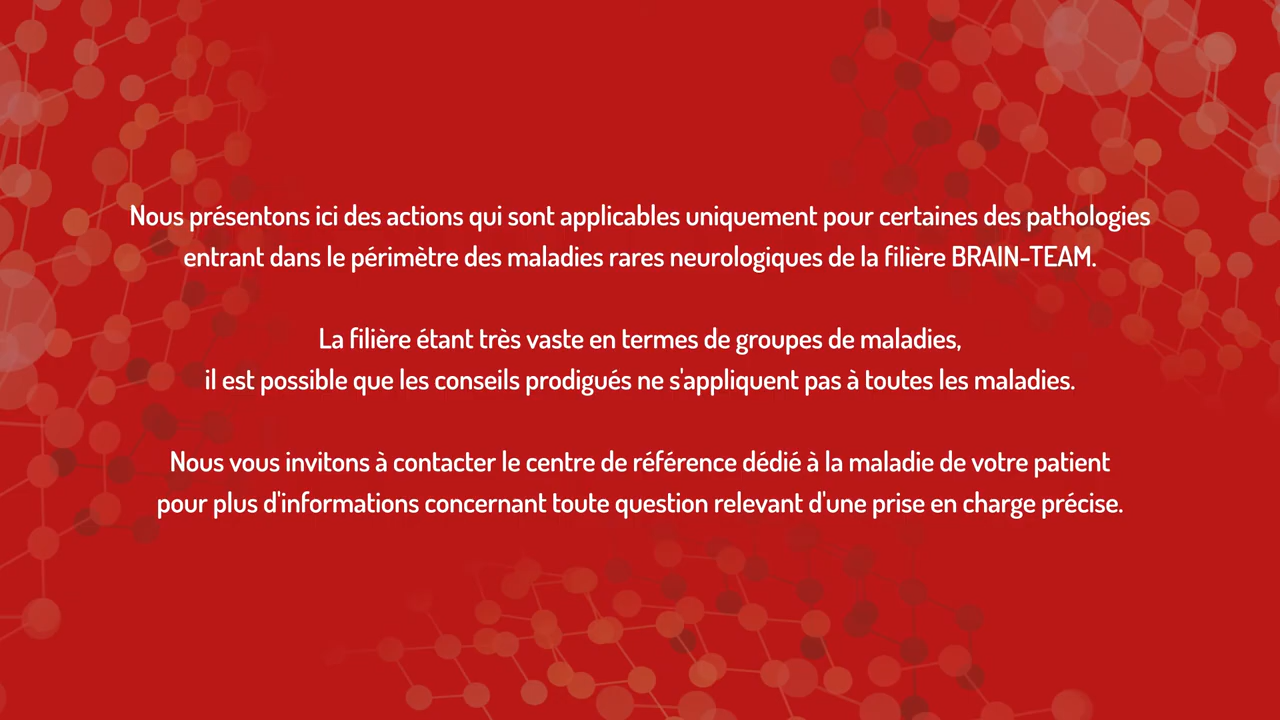 Nous présentons ici des actions qui sont applicables uniquement pour certaines des pathologies
entrant dans le périmètre des maladies rares neurologiques de la filière BRAIN-TEAM.
La filière étant très vaste en termes de groupes de maladies,
il est possible que les conseils prodigués ne s'appliquent pas à toutes les maladies.
Nous vous invitons à contacter le centre de référence dédié à la maladie de votre patient
pour plus d'informations concernant toute question relevant d'une prise en charge précise.